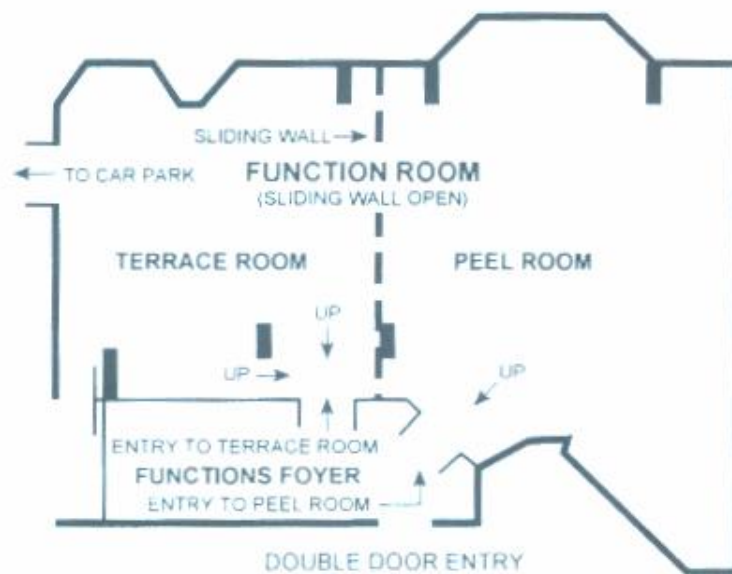 SLIDING WALL
TO CAR PARK
FUNCTION ROOM
(SLIDING WALL OPEN)
TERRACE ROOM
PEEL ROOM
UP
UP
UP
ENTRY TO TERRACE ROOM
FUNCTIONS FOYER
ENTRY TO PEEL ROOM
DOUBLE DOOR ENTRY